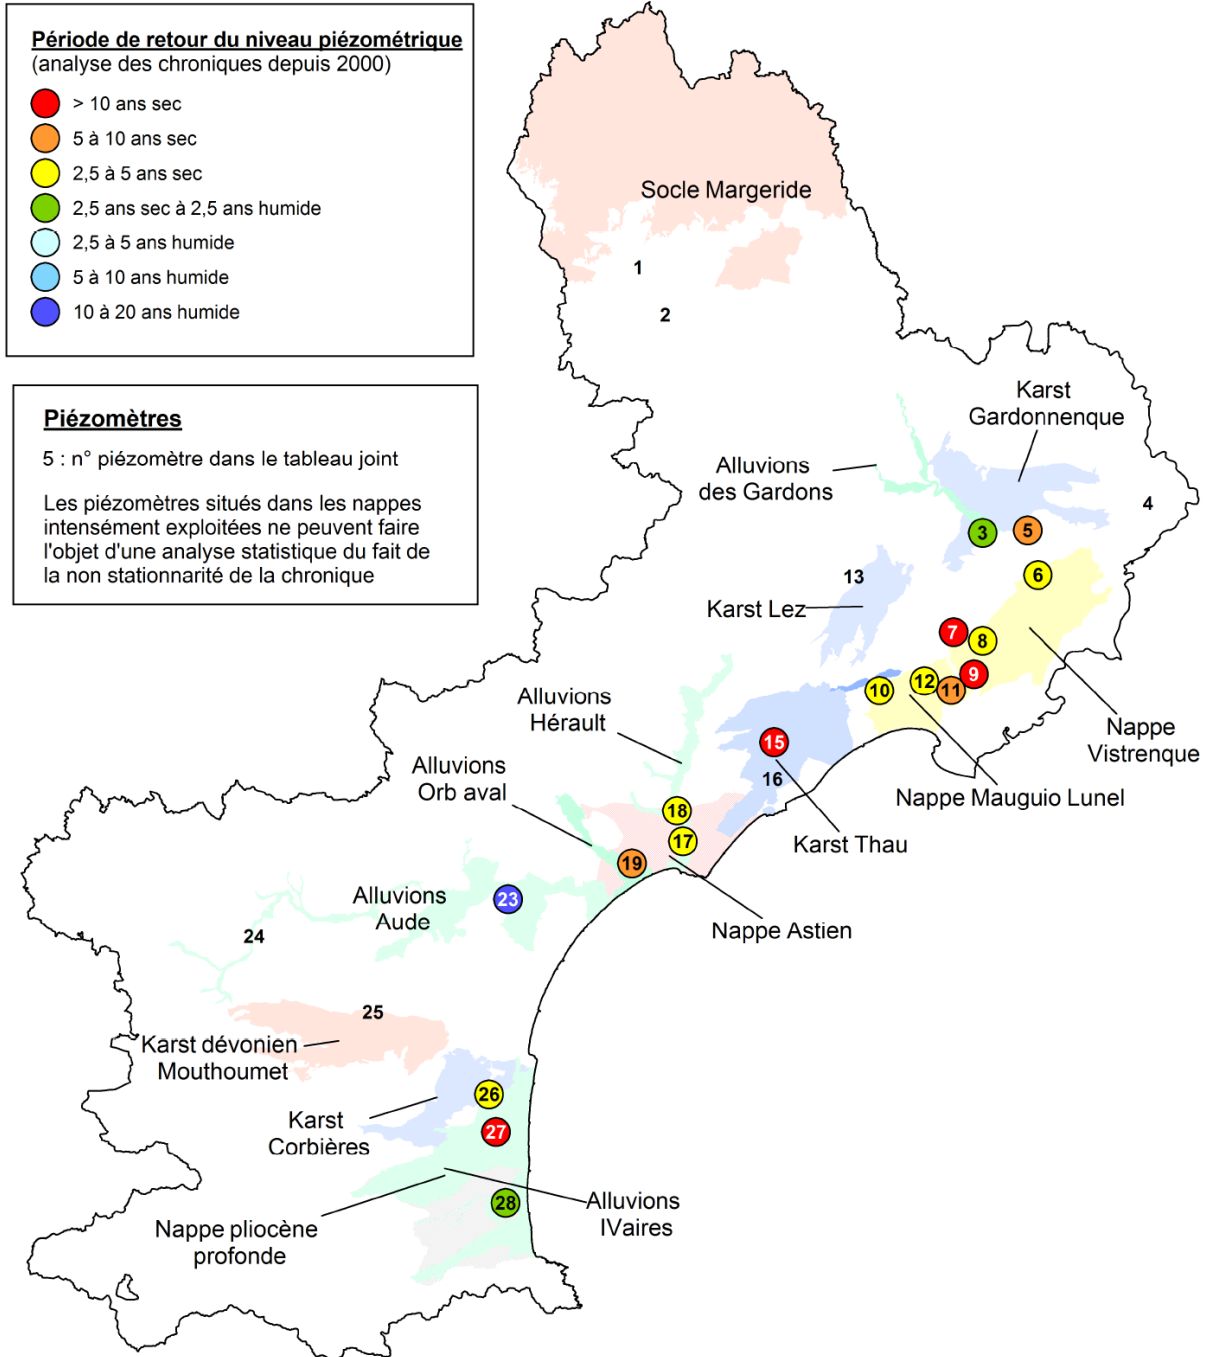 Période de retour du niveau piézométrique
(analyse des chroniques depuis 2000)
> 10 ans sec
5 à 10 ans sec
2,5 à 5 ans sec
2,5 ans sec à 2,5 ans humide
2,5 à 5 ans humide
5 à 10 ans humide
10 à 20 ans humide
Piézomètres
5 : n° piézomètre dans le tableau joint
Les piézomètres situés dans les nappes
intensément exploitées ne peuvent faire
l'objet d'une analyse statistique du fait de
la non stationnarité de la chronique
Socle Margeride
1
2
Karst
Gardonnenque
Alluvions
des Gardons
4
3
5
6
13
Karst Lez
7
8
9
10
12
11
Nappe
Vistrenque
Nappe Mauguio Lunel
Alluvions
Hérault
15
16
Karst Thau
Alluvions
Orb aval
18
17
19
Nappe Astien
Alluvions
Aude
23
24
25
Karst dévonien
Mouthoumet
26
Karst
Corbières
27
28
Alluvions
IVaires
Nappe pliocène
profonde